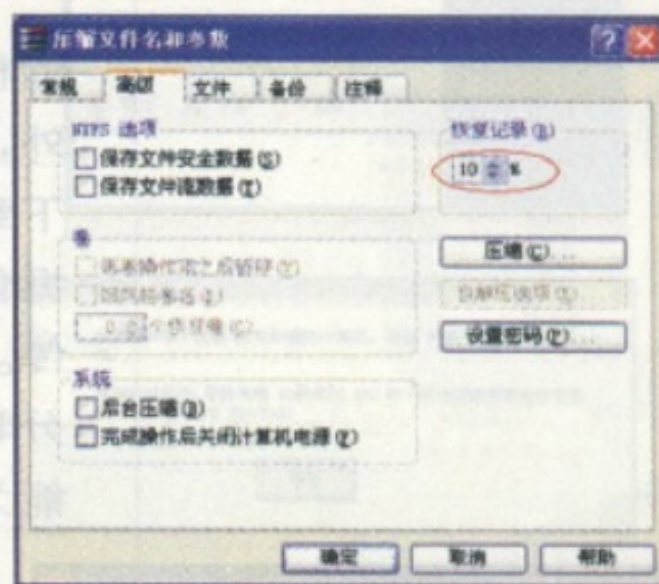 压缩文件名和参数
常规 高级 文件 备份 注释
NTFS 选项
保存文件安全数据(S)
保存文件流数据(T)
恢复记录(R)
10 %
卷
压缩(C)...
设置密码(P)...
系统
后台压缩(B)
完成操作后关闭计算机电源(F)
确定 取消 帮助